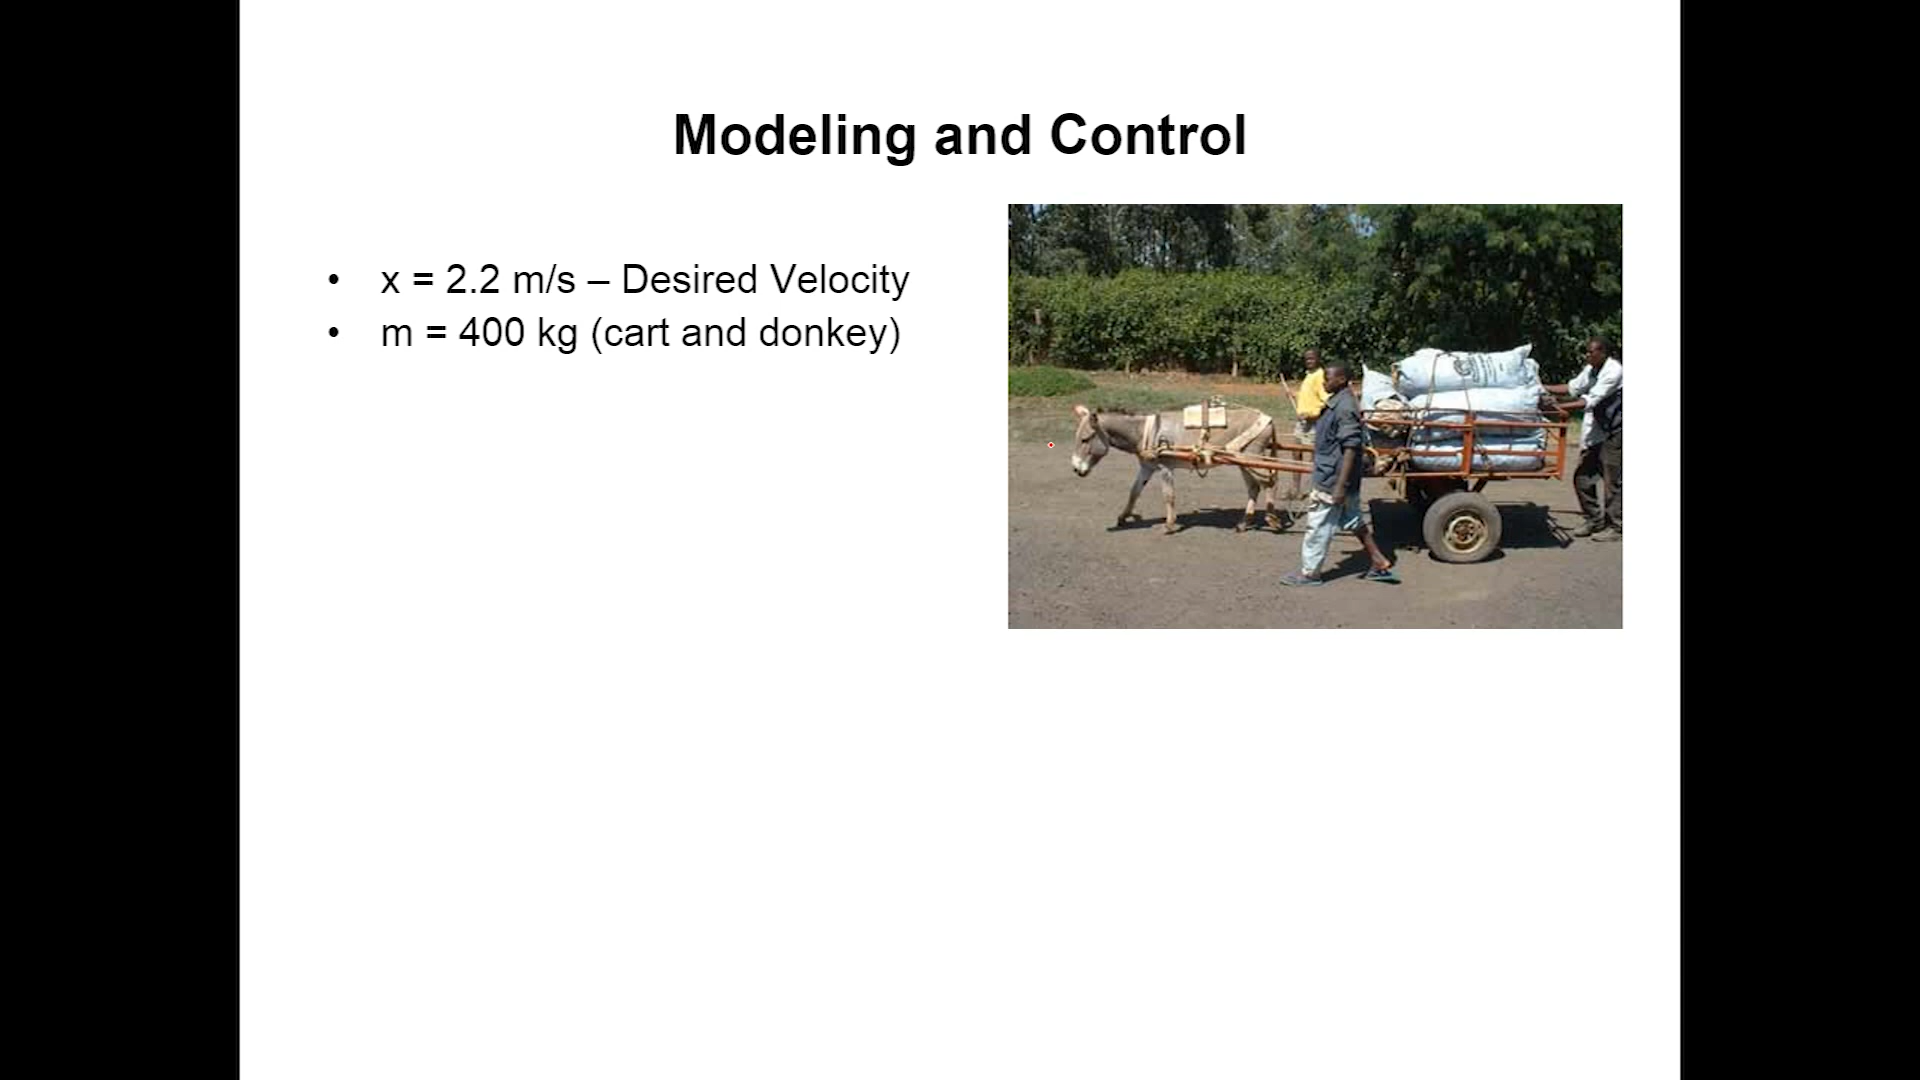 Modeling and Control
• x = 2.2 m/s – Desired Velocity
• m = 400 kg (cart and donkey)